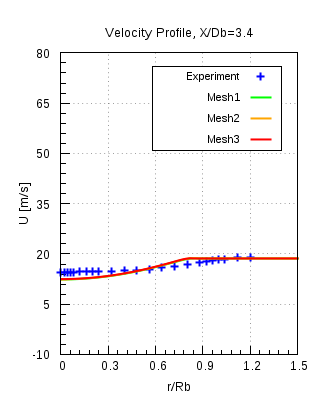 Velocity Profile, X/Db=3.4
Experiment
Mesh1
Mesh2
Mesh3
80
65
50
35
20
5
-10
U [m/s]
0 0.3 0.6 0.9 1.2 1.5
r/Rb